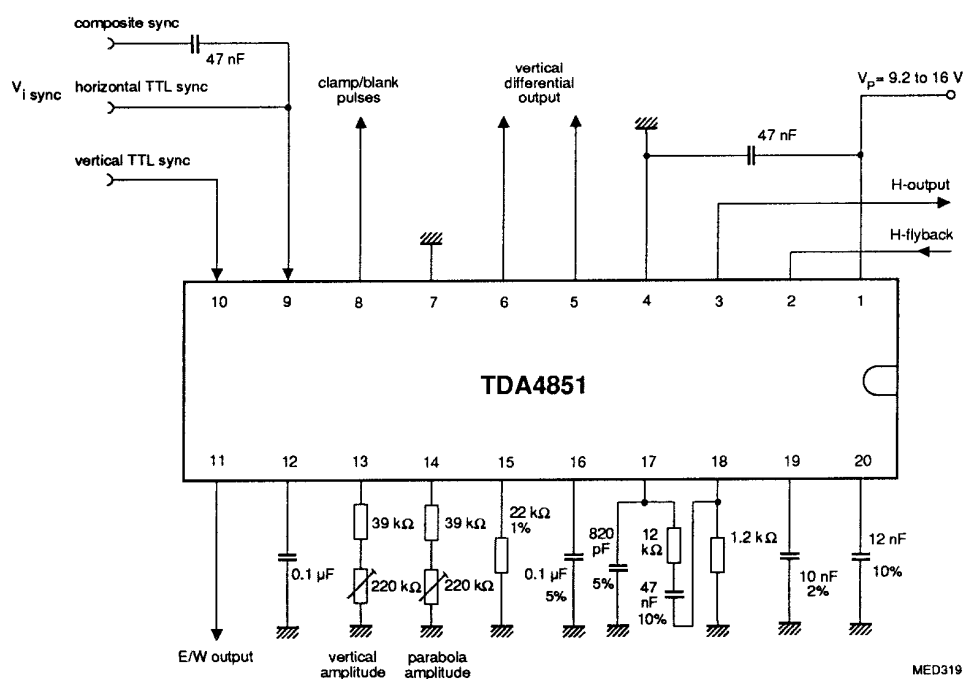 composite sync
47 nF
V i sync
horizontal TTL sync
vertical TTL sync
clamp/blank
pulses
vertical
differential
output
47 nF
VP = 9.2 to 16 V
H-output
H-flyback
10
9
8
7
6
5
4
3
2
1
TDA4851
11
12
13
14
15
16
17
18
19
20
0.1 µF
39 kΩ
220 kΩ
39 kΩ
220 kΩ
22 kΩ
1%
0.1 µF
5%
820
pF
5%
12
kΩ
47
nF
10%
1.2 kΩ
10 nF
2%
12 nF
10%
E/W output
vertical
amplitude
parabola
amplitude
MED319